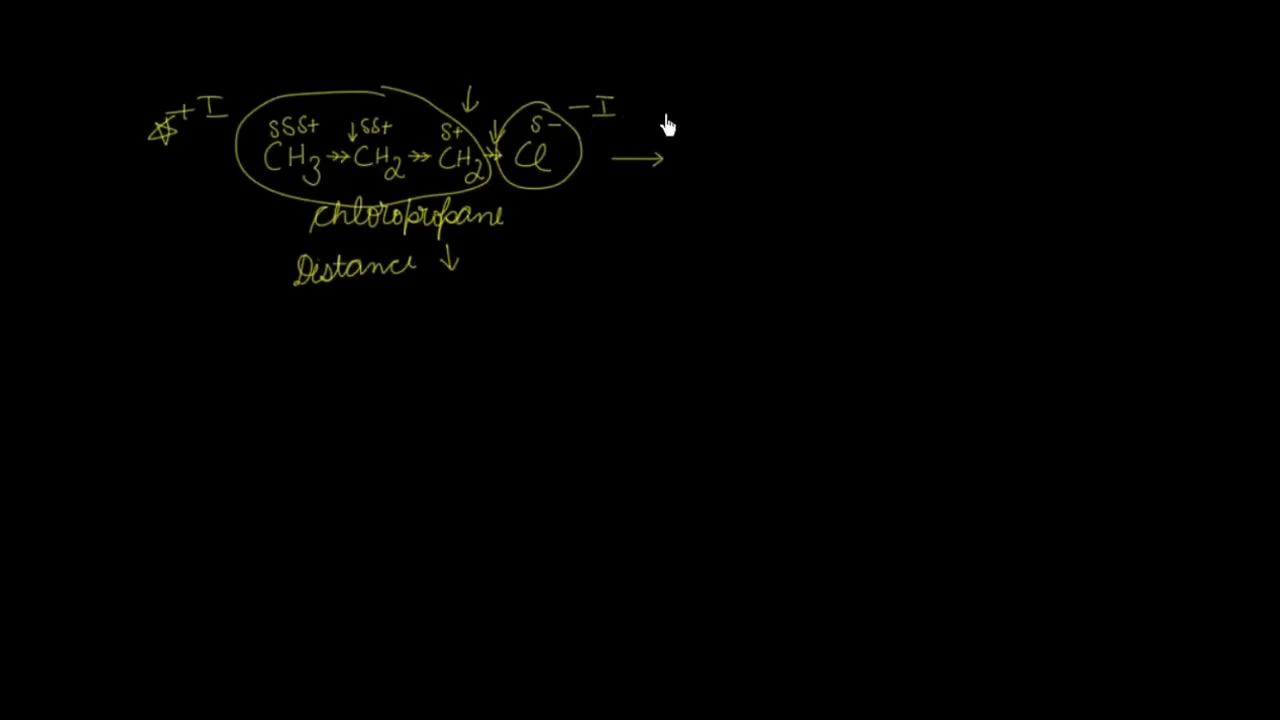 +I -I
δδδ+ ↓ δδ+ δ+ ↓ ↓ δ-
CH3 →> CH2 →> CH2 →> Cl →
chloropropane
Distance ↓